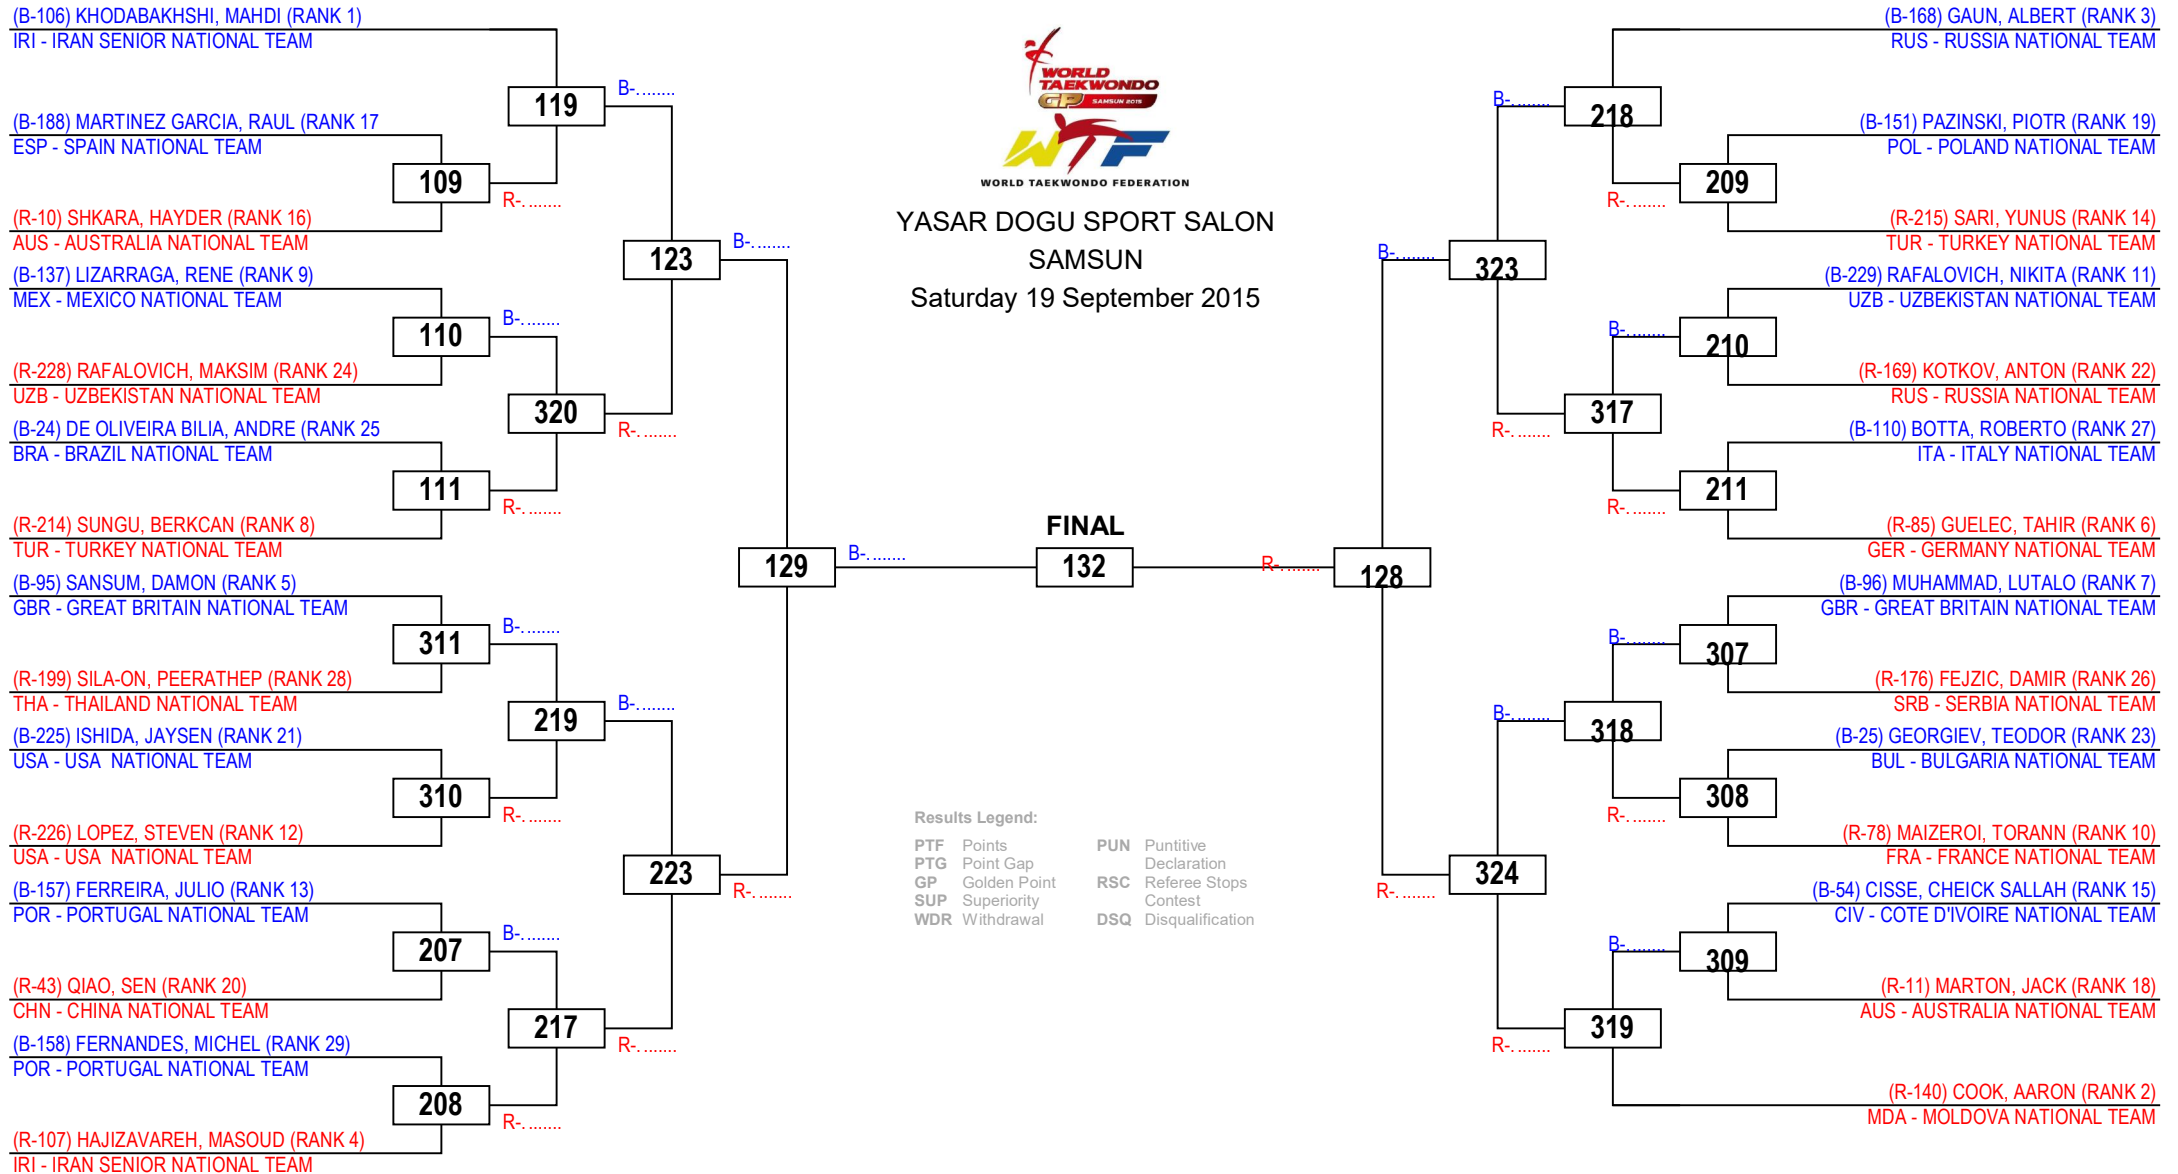 (B-106) KHODABAKHSHI, MAHDI (RANK 1)
IRI - IRAN SENIOR NATIONAL TEAM
119
B-........
(B-188) MARTINEZ GARCIA, RAUL (RANK 17
ESP - SPAIN NATIONAL TEAM
109
R-........
(R-10) SHKARA, HAYDER (RANK 16)
AUS - AUSTRALIA NATIONAL TEAM
123
B-........
(B-137) LIZARRAGA, RENE (RANK 9)
MEX - MEXICO NATIONAL TEAM
110
B-........
(R-228) RAFALOVICH, MAKSIM (RANK 24)
UZB - UZBEKISTAN NATIONAL TEAM
320
R-........
(B-24) DE OLIVEIRA BILIA, ANDRE (RANK 25
BRA - BRAZIL NATIONAL TEAM
111
R-........
(R-214) SUNGU, BERKCAN (RANK 8)
TUR - TURKEY NATIONAL TEAM
129
B-........
(B-95) SANSUM, DAMON (RANK 5)
GBR - GREAT BRITAIN NATIONAL TEAM
311
B-........
(R-199) SILA-ON, PEERATHEP (RANK 28)
THA - THAILAND NATIONAL TEAM
219
B-........
(B-225) ISHIDA, JAYSEN (RANK 21)
USA - USA  NATIONAL TEAM
310
R-........
(R-226) LOPEZ, STEVEN (RANK 12)
USA - USA  NATIONAL TEAM
223
R-........
(B-157) FERREIRA, JULIO (RANK 13)
POR - PORTUGAL NATIONAL TEAM
207
B-........
(R-43) QIAO, SEN (RANK 20)
CHN - CHINA NATIONAL TEAM
217
R-........
(B-158) FERNANDES, MICHEL (RANK 29)
POR - PORTUGAL NATIONAL TEAM
208
R-........
(R-107) HAJIZAVAREH, MASOUD (RANK 4)
IRI - IRAN SENIOR NATIONAL TEAM
WORLD
TAEKWONDO
GP SAMSUN 2015
WTF
WORLD TAEKWONDO FEDERATION
YASAR DOGU SPORT SALON
SAMSUN
Saturday 19 September 2015
FINAL
132
Results Legend:
PTF Points
PTG Point Gap
GP Golden Point
SUP Superiority
WDR Withdrawal
PUN Puntitive
Declaration
RSC Referee Stops
Contest
DSQ Disqualification
(B-168) GAUN, ALBERT (RANK 3)
RUS - RUSSIA NATIONAL TEAM
B-........
218
(B-151) PAZINSKI, PIOTR (RANK 19)
POL - POLAND NATIONAL TEAM
209
R-........
(R-215) SARI, YUNUS (RANK 14)
TUR - TURKEY NATIONAL TEAM
B-........
323
(B-229) RAFALOVICH, NIKITA (RANK 11)
UZB - UZBEKISTAN NATIONAL TEAM
B-........
210
(R-169) KOTKOV, ANTON (RANK 22)
RUS - RUSSIA NATIONAL TEAM
317
R-........
(B-110) BOTTA, ROBERTO (RANK 27)
ITA - ITALY NATIONAL TEAM
211
R-........
(R-85) GUELEC, TAHIR (RANK 6)
GER - GERMANY NATIONAL TEAM
R-........
128
(B-96) MUHAMMAD, LUTALO (RANK 7)
GBR - GREAT BRITAIN NATIONAL TEAM
B-........
307
(R-176) FEJZIC, DAMIR (RANK 26)
SRB - SERBIA NATIONAL TEAM
B-........
318
(B-25) GEORGIEV, TEODOR (RANK 23)
BUL - BULGARIA NATIONAL TEAM
308
R-........
(R-78) MAIZEROI, TORANN (RANK 10)
FRA - FRANCE NATIONAL TEAM
324
R-........
(B-54) CISSE, CHEICK SALLAH (RANK 15)
CIV - COTE D'IVOIRE NATIONAL TEAM
B-........
309
(R-11) MARTON, JACK (RANK 18)
AUS - AUSTRALIA NATIONAL TEAM
319
R-........
(R-140) COOK, AARON (RANK 2)
MDA - MOLDOVA NATIONAL TEAM